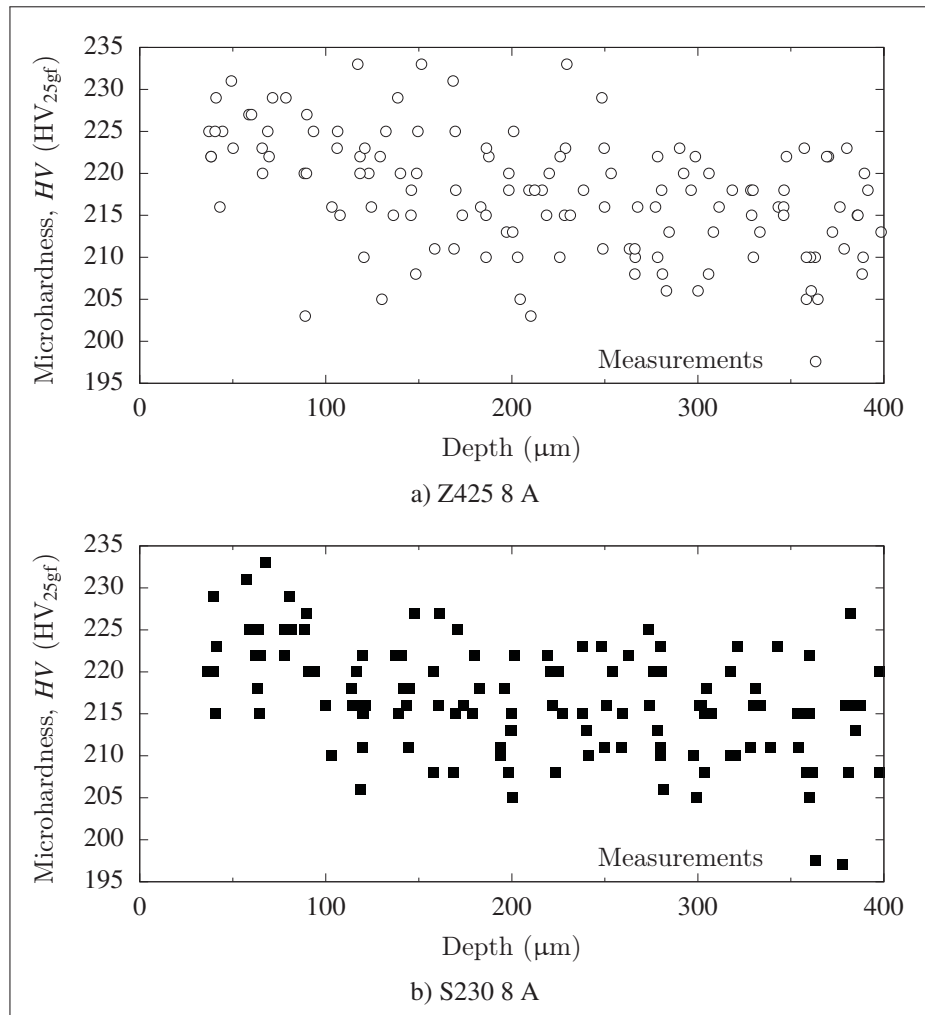 235
230
225
220
215
210
205
200
195
Microhardness, HV (HV25gf)
Measurements
0 100 200 300 400
Depth (μm)
a) Z425 8 A
235
230
225
220
215
210
205
200
195
Microhardness, HV (HV25gf)
Measurements
0 100 200 300 400
Depth (μm)
b) S230 8 A